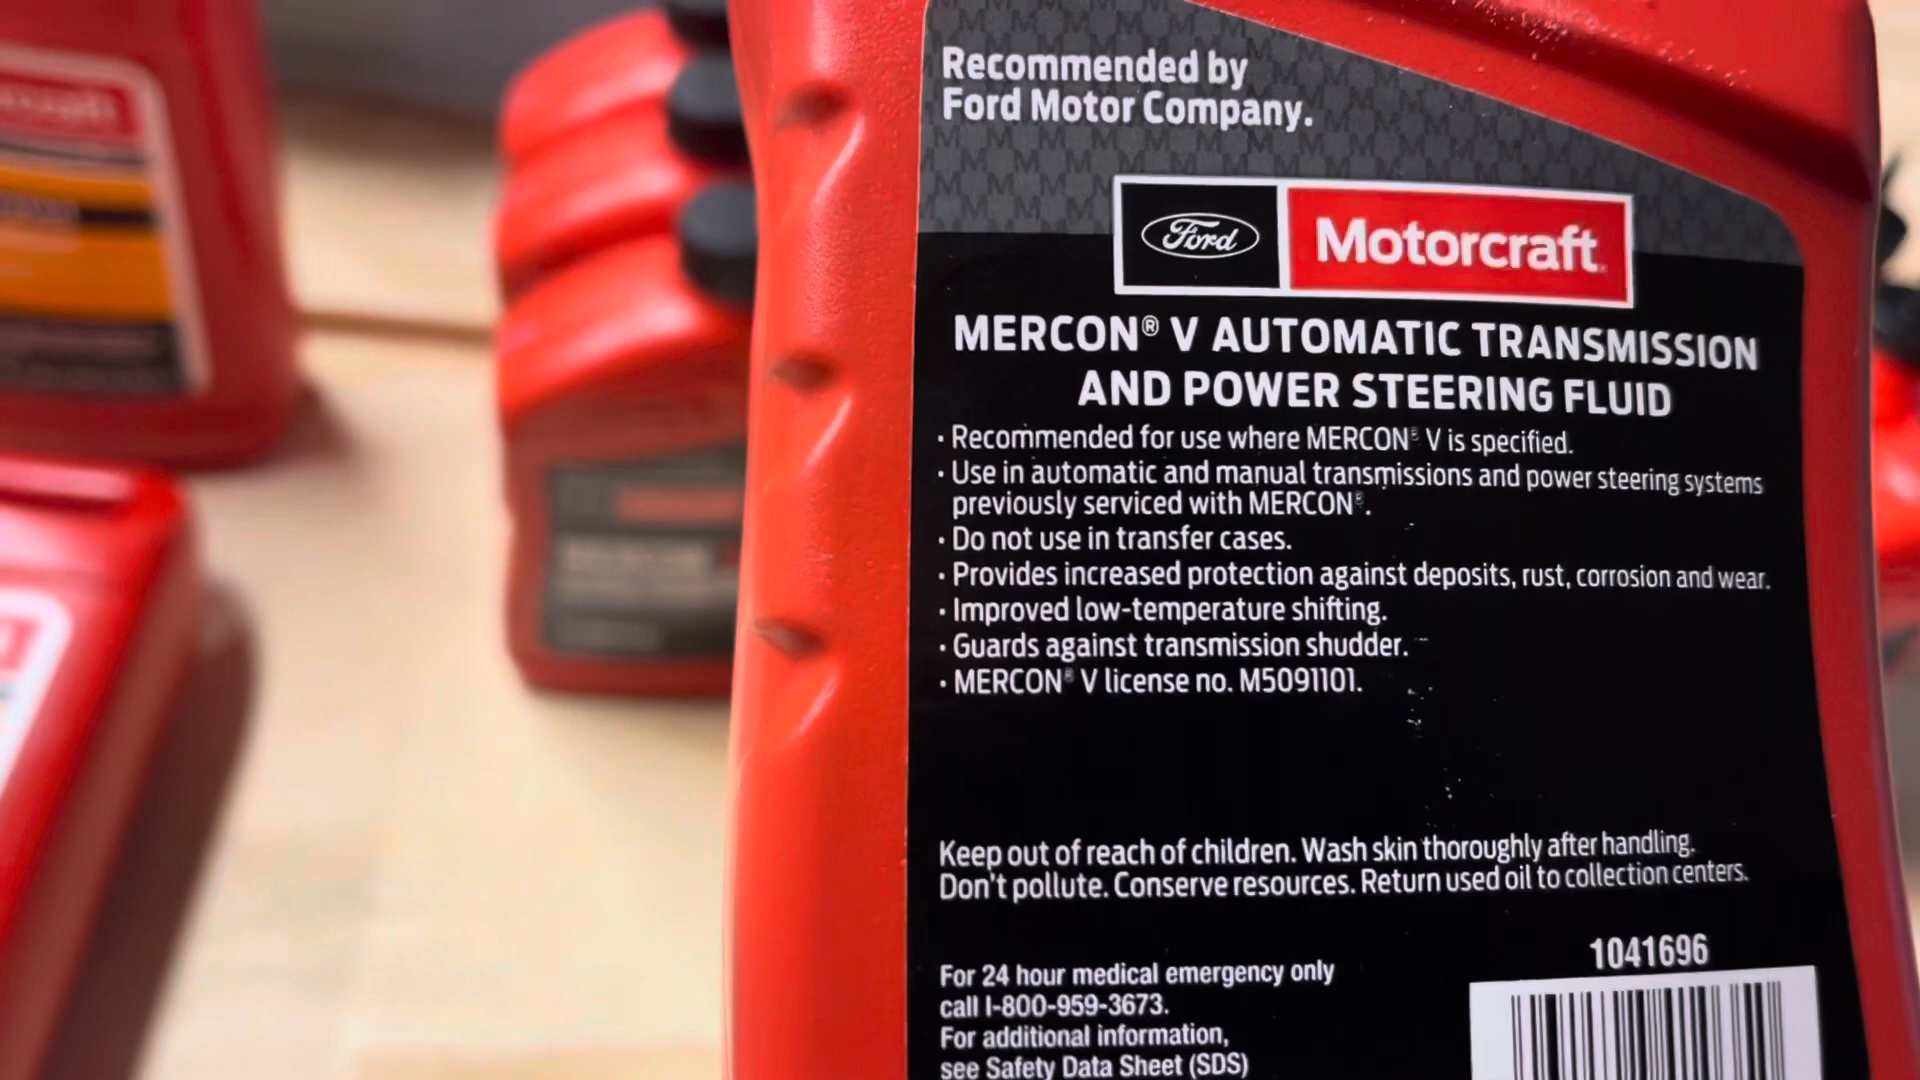 Recommended by
Ford Motor Company.
Ford Motorcraft
MERCON® V AUTOMATIC TRANSMISSION
AND POWER STEERING FLUID
· Recommended for use where MERCON® V is specified.
· Use in automatic and manual transmissions and power steering systems
previously serviced with MERCON®.
· Do not use in transfer cases.
· Provides increased protection against deposits, rust, corrosion and wear.
· Improved low-temperature shifting.
· Guards against transmission shudder.
· MERCON® V license no. M5091101.
Keep out of reach of children. Wash skin thoroughly after handling.
Don't pollute. Conserve resources. Return used oil to collection centers.
1041696
For 24 hour medical emergency only
call 1-800-959-3673.
For additional information,
see Safety Data Sheet (SDS)